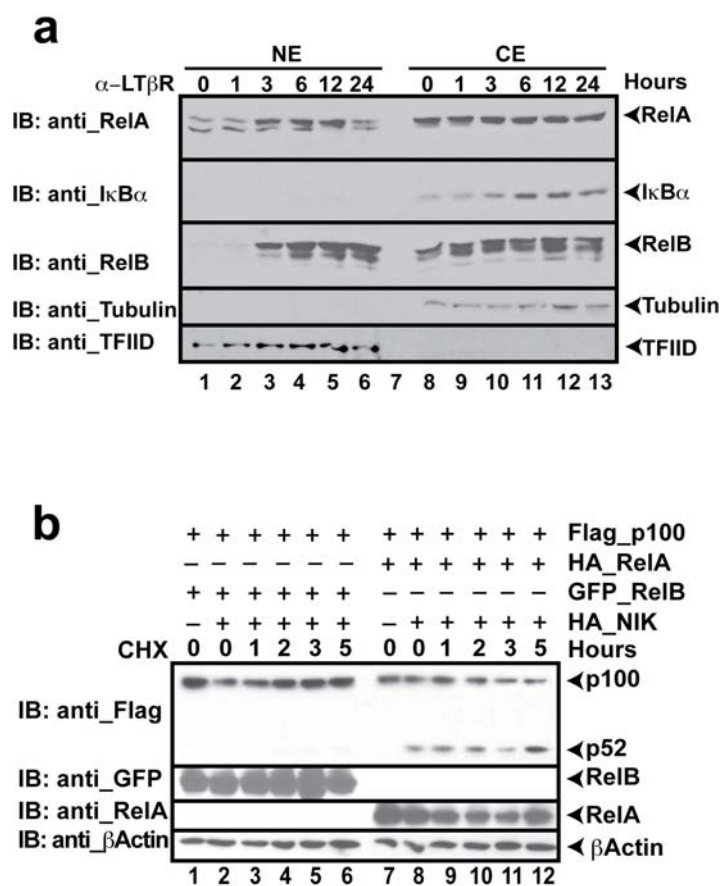 a
NE CE
α–LTβR 0 1 3 6 12 24 0 1 3 6 12 24 Hours
IB: anti_RelA RelA
IB: anti_IκBα IκBα
IB: anti_RelB RelB
IB: anti_Tubulin Tubulin
IB: anti_TFIID TFIID
1 2 3 4 5 6 7 8 9 10 11 12 13
b
+ + + + + + + + + + + + Flag_p100
– – – – – – + + + + + + HA_RelA
+ + + + + + – – – – – – GFP_RelB
– + + + + + – + + + + + HA_NIK
CHX 0 0 1 2 3 5 0 0 1 2 3 5 Hours
p100
IB: anti_Flag
p52
IB: anti_GFP RelB
IB: anti_RelA RelA
IB: anti_βActin βActin
1 2 3 4 5 6 7 8 9 10 11 12